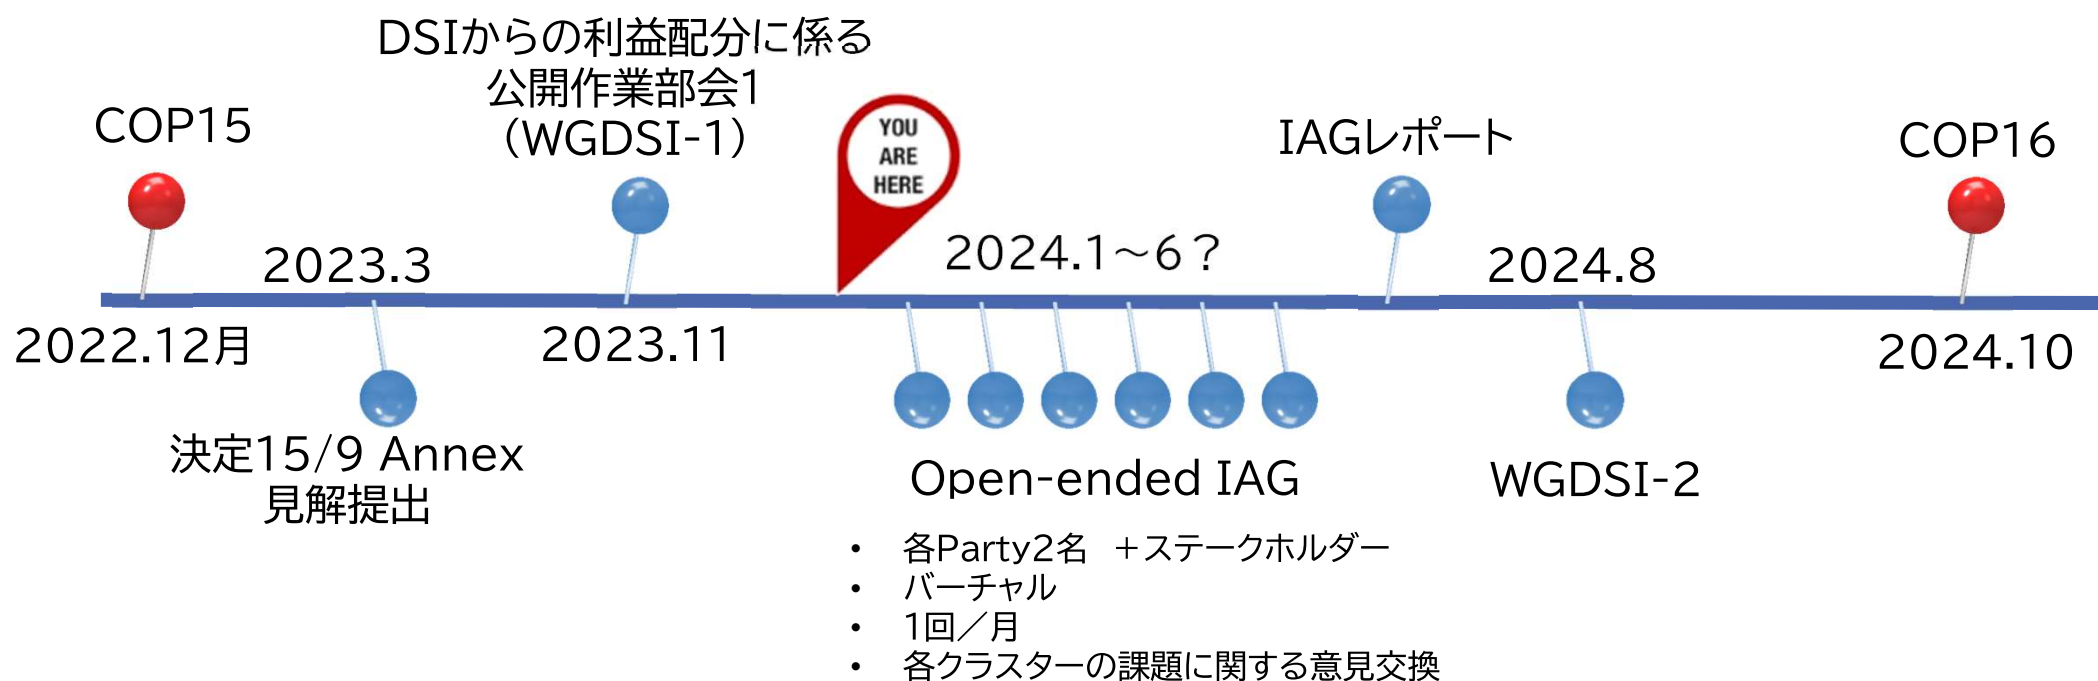 DSIからの利益配分に係る
公開作業部会1
（WGDSI-1）
COP15
YOU
ARE
HERE
IAGレポート
COP16
2023.3
2024.1～6？
2024.8
2022.12月
2023.11
2024.10
決定15/9 Annex
見解提出
Open-ended IAG
WGDSI-2
• 各Party2名　＋ステークホルダー
• バーチャル
• 1回／月
• 各クラスターの課題に関する意見交換